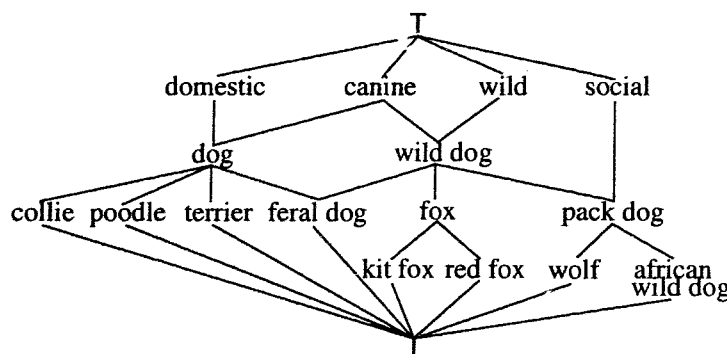 T
domestic canine wild social
dog wild dog
collie poodle terrier feral dog fox pack dog
kit fox red fox wolf african
wild dog
⊥